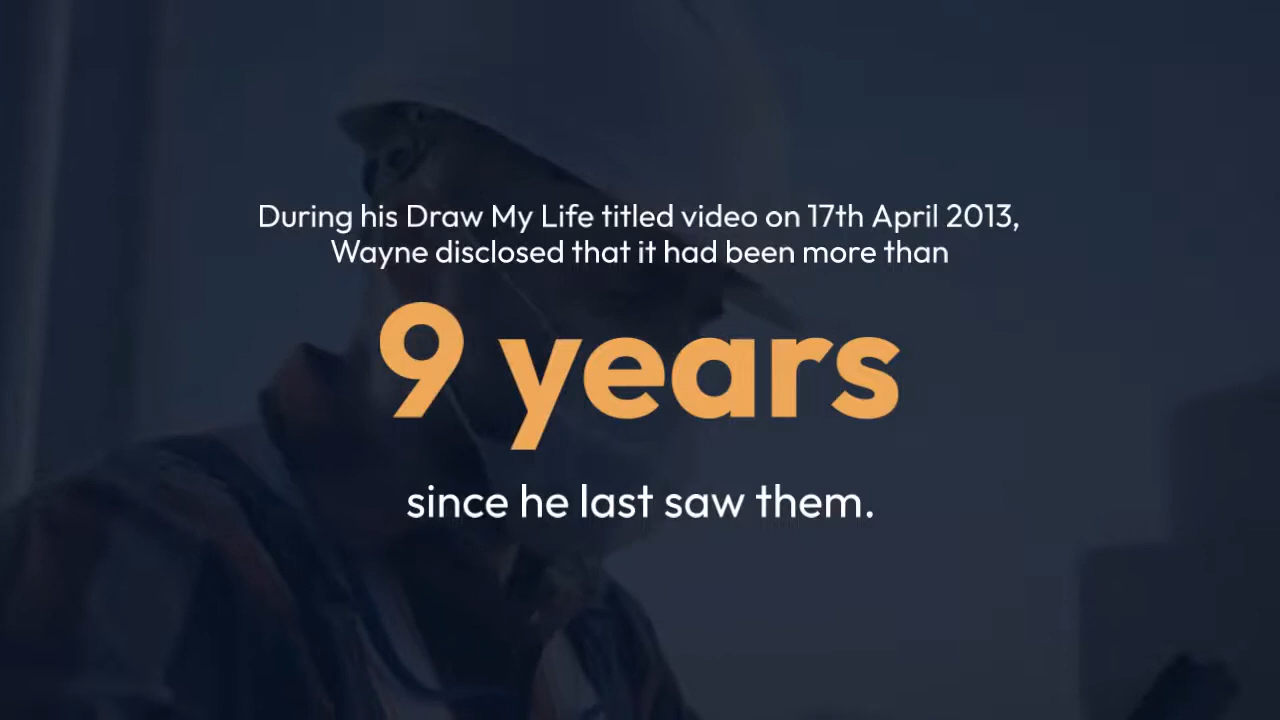 During his Draw My Life titled video on 17th April 2013,
Wayne disclosed that it had been more than
9 years
since he last saw them.